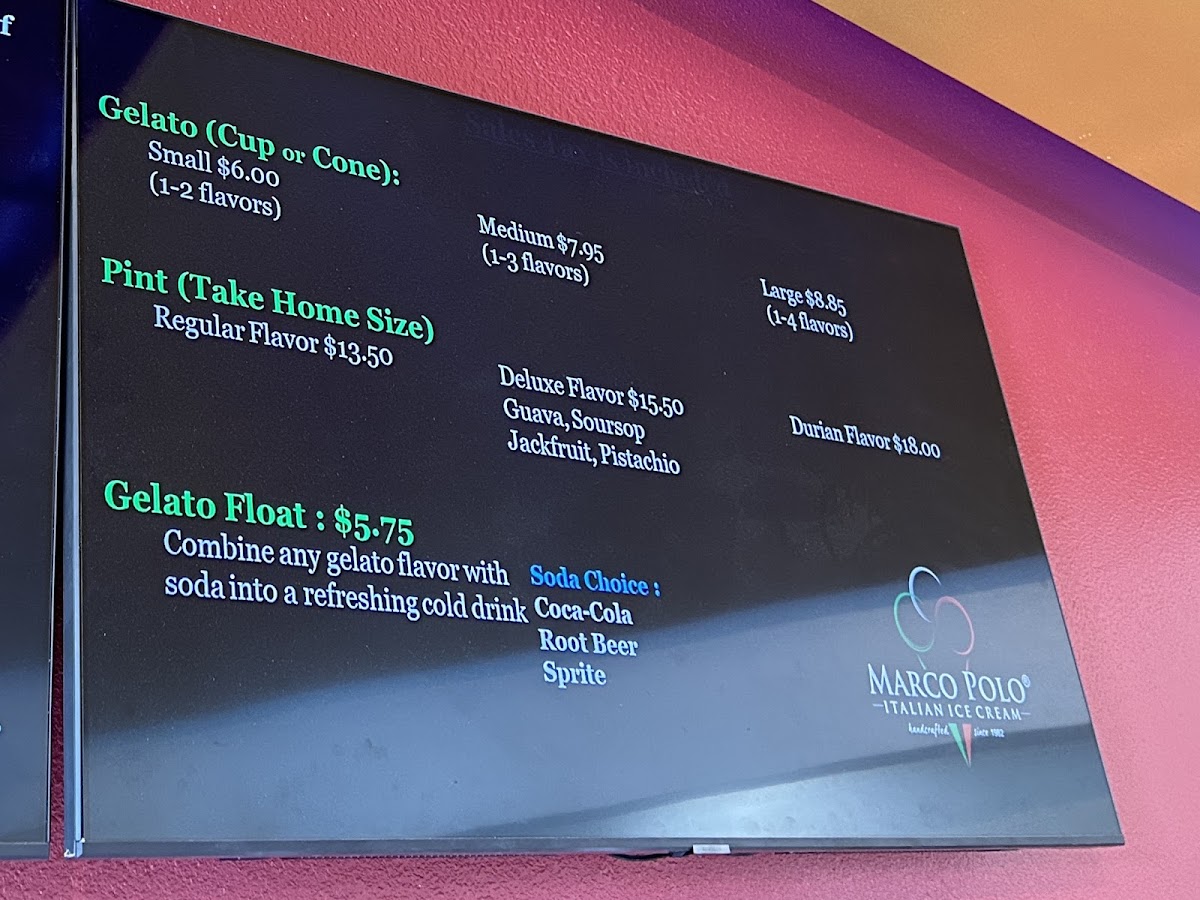 f
Gelato (Cup or Cone):
Small $6.00
(1-2 flavors)
Medium $7.95
(1-3 flavors)
Large $8.85
(1-4 flavors)
Pint (Take Home Size)
Regular Flavor $13.50
Deluxe Flavor $15.50
Guava, Soursop
Jackfruit, Pistachio
Durian Flavor $18.00
Gelato Float : $5.75
Combine any gelato flavor with
soda into a refreshing cold drink
Soda Choice :
Coca-Cola
Root Beer
Sprite
MARCO POLO®
ITALIAN ICE CREAM
handcrafted since 1982